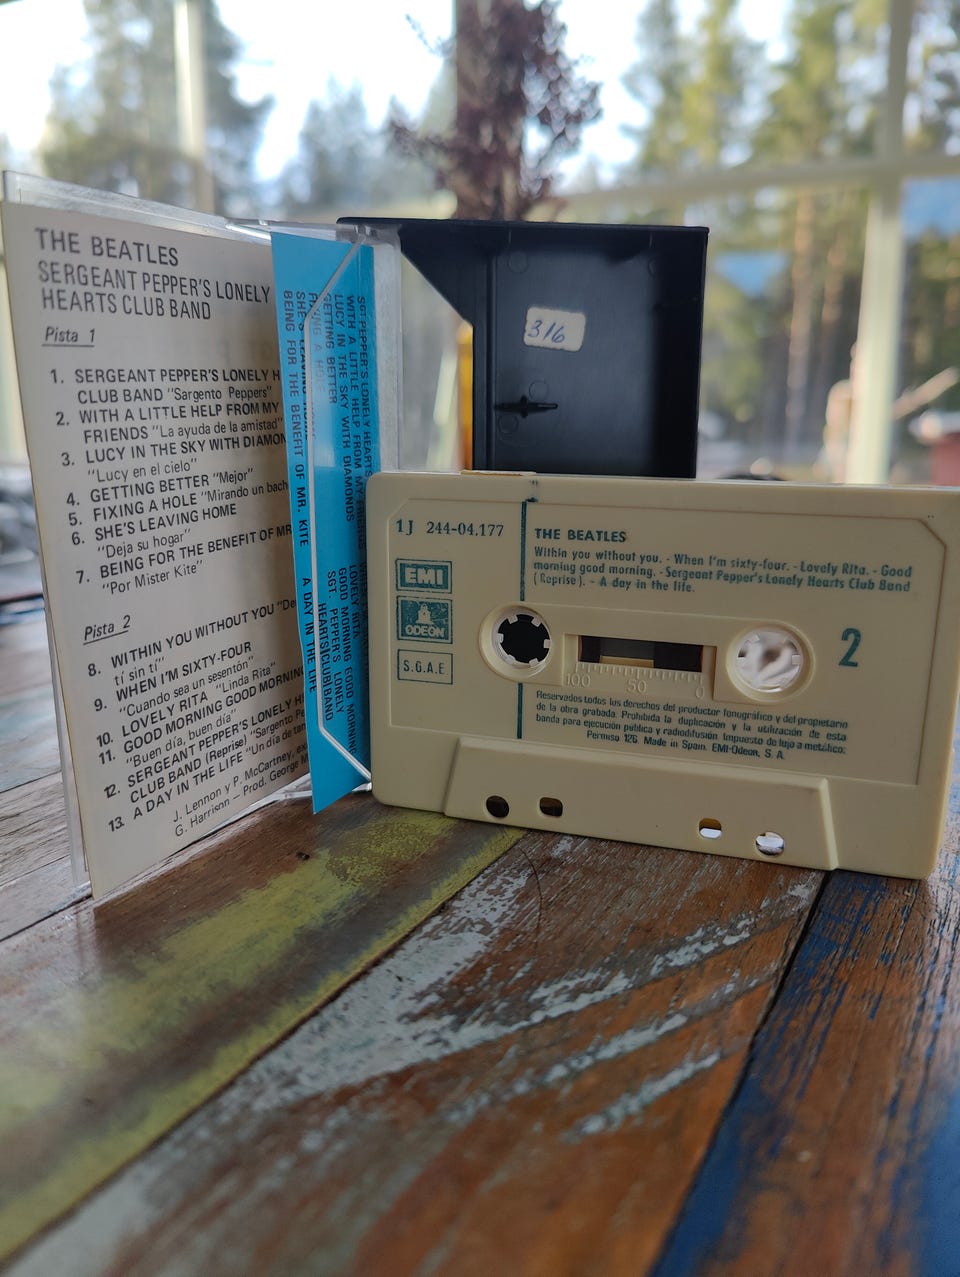 THE BEATLES
SERGEANT PEPPER'S LONELY
HEARTS CLUB BAND
Pista 1
1. SERGEANT PEPPER'S LONELY H
CLUB BAND "Sargento Peppers"
2. WITH A LITTLE HELP FROM MY
FRIENDS "La ayuda de la amistad"
3. LUCY IN THE SKY WITH DIAMON
"Lucy en el cielo"
4. GETTING BETTER "Mejor"
5. FIXING A HOLE "Mirando un bach
6. SHE'S LEAVING HOME
"Deja su hogar"
7. BEING FOR THE BENEFIT OF MR
"Por Mister Kite"
Pista 2
8. WITHIN YOU WITHOUT YOU "De
tí sin ti"
9. WHEN I'M SIXTY-FOUR
"Cuando sea un sesentón"
10. LOVELY RITA "Linda Rita"
11. GOOD MORNING GOOD MORNING
"Buen día, buen día"
12. SERGEANT PEPPER'S LONELY H
CLUB BAND (Reprise) "Sargento Pe
13. A DAY IN THE LIFE "Un día de tan
J. Lennon y P. McCartney, ex
G. Harrison – Prod. George M
SGT. PEPPER'S LONELY HEARTS
WITH A LITTLE HELP FROM MY FRIENDS
LUCY IN THE SKY WITH DIAMONDS
GETTING BETTER
FIXING A HOLE
SHE'S LEAVING HOME
BEING FOR THE BENEFIT OF MR. KITE
LOVELY RITA
GOOD MORNING GOOD MORNING
SGT. PEPPER'S LONELY
HEARTS CLUB BAND
A DAY IN THE LIFE
316
1J 244-04.177
EMI
ODEON
S.G.A.E
THE BEATLES
Within you without you. - When I'm sixty-four. - Lovely Rita. - Good
morning good morning. - Sergeant Pepper's Lonely Hearts Club Band
(Reprise). - A day in the life.
2
100 50 0
Reservados todos los derechos del productor fonográfico y del propietario
de la obra grabada. Prohibida la duplicación y la utilización de esta
banda para ejecución pública y radiodifusión. Impuesto de lujo a metálico:
Permiso 126. Made in Spain. EMI-Odeon, S. A.